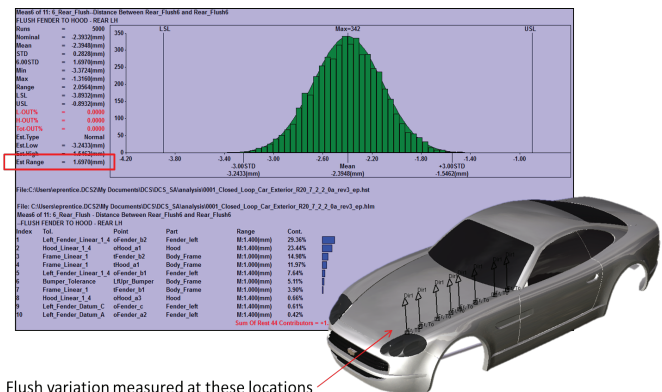 Meas6 of 11: 6_Rear_Flush -Distance Between Rear_Flush6 and Rear_Flush6
FLUSH FENDER TO HOOD - REAR LH
Runs = 5000
Nominal = -2.3932(mm)
Mean = -2.3948(mm)
STD = 0.2828(mm)
6.00STD = 1.6970(mm)
Min = -3.3724(mm)
Max = -1.3160(mm)
Range = 2.0564(mm)
LSL = -3.8932(mm)
USL = -0.8932(mm)
L-OUT% = 0.0000
H-OUT% = 0.0000
Tot-OUT% = 0.0000
Est.Type Normal
Est.Low = -3.2433(mm)
Est.High = -1.5462(mm)
Est Range = 1.6970(mm)
LSL Max=342 USL
350
300
250
200
150
100
50
-4.20 -3.80 -3.40 -3.00 -2.60 -2.20 -1.80 -1.40 -1.00
-3.00STD Mean +3.00STD
-3.2433(mm) -2.3948(mm) -1.5462(mm)
File:C:\Users\eprentice.DCS2\My Documents\DCS\DCS_SA\analysis\0001_Closed_Loop_Car_Exterior_R20_7_2_2_0a_rev3_ep.hst
File: C:\Users\eprentice.DCS2\My Documents\DCS\DCS_SA\analysis\0001_Closed_Loop_Car_Exterior_R20_7_2_2_0a_rev3_ep.hlm
Meas6 of 11: 6_Rear_Flush - Distance Between Rear_Flush6 and Rear_Flush6
--FLUSH FENDER TO HOOD - REAR LH
Index Tol. Point Part Range Cont.
1 Left_Fender_Linear_1_4 oFender_b2 Fender_left M:1.400(mm) 29.36%
2 Hood_Linear_1_4 oHood_a1 Hood M:1.400(mm) 23.44%
3 Frame_Linear_1 tFender_b2 Body_Frame M:1.000(mm) 14.98%
4 Frame_Linear_1 tHood_a1 Body_Frame M:1.000(mm) 11.97%
5 Left_Fender_Linear_1_4 oFender_b1 Fender_left M:1.400(mm) 7.64%
6 Bumper_Tolerance LfUpr_Bumper Body_Frame M:1.000(mm) 5.11%
7 Frame_Linear_1 tFender_b1 Body_Frame M:1.000(mm) 3.90%
8 Hood_Linear_1_4 oHood_a3 Hood M:1.400(mm) 0.66%
9 Left_Fender_Datum_C oFender_c Fender_left M:1.400(mm) 0.61%
10 Left_Fender_Datum_A oFender_a2 Fender_left M:1.400(mm) 0.42%
Sum Of Rest 44 Contributors = +1.
Flush variation measured at these locations